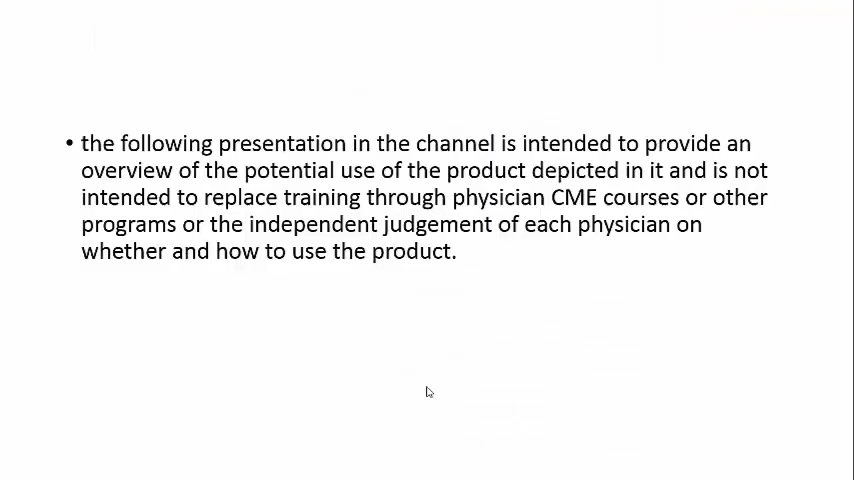 • the following presentation in the channel is intended to provide an
overview of the potential use of the product depicted in it and is not
intended to replace training through physician CME courses or other
programs or the independent judgement of each physician on
whether and how to use the product.